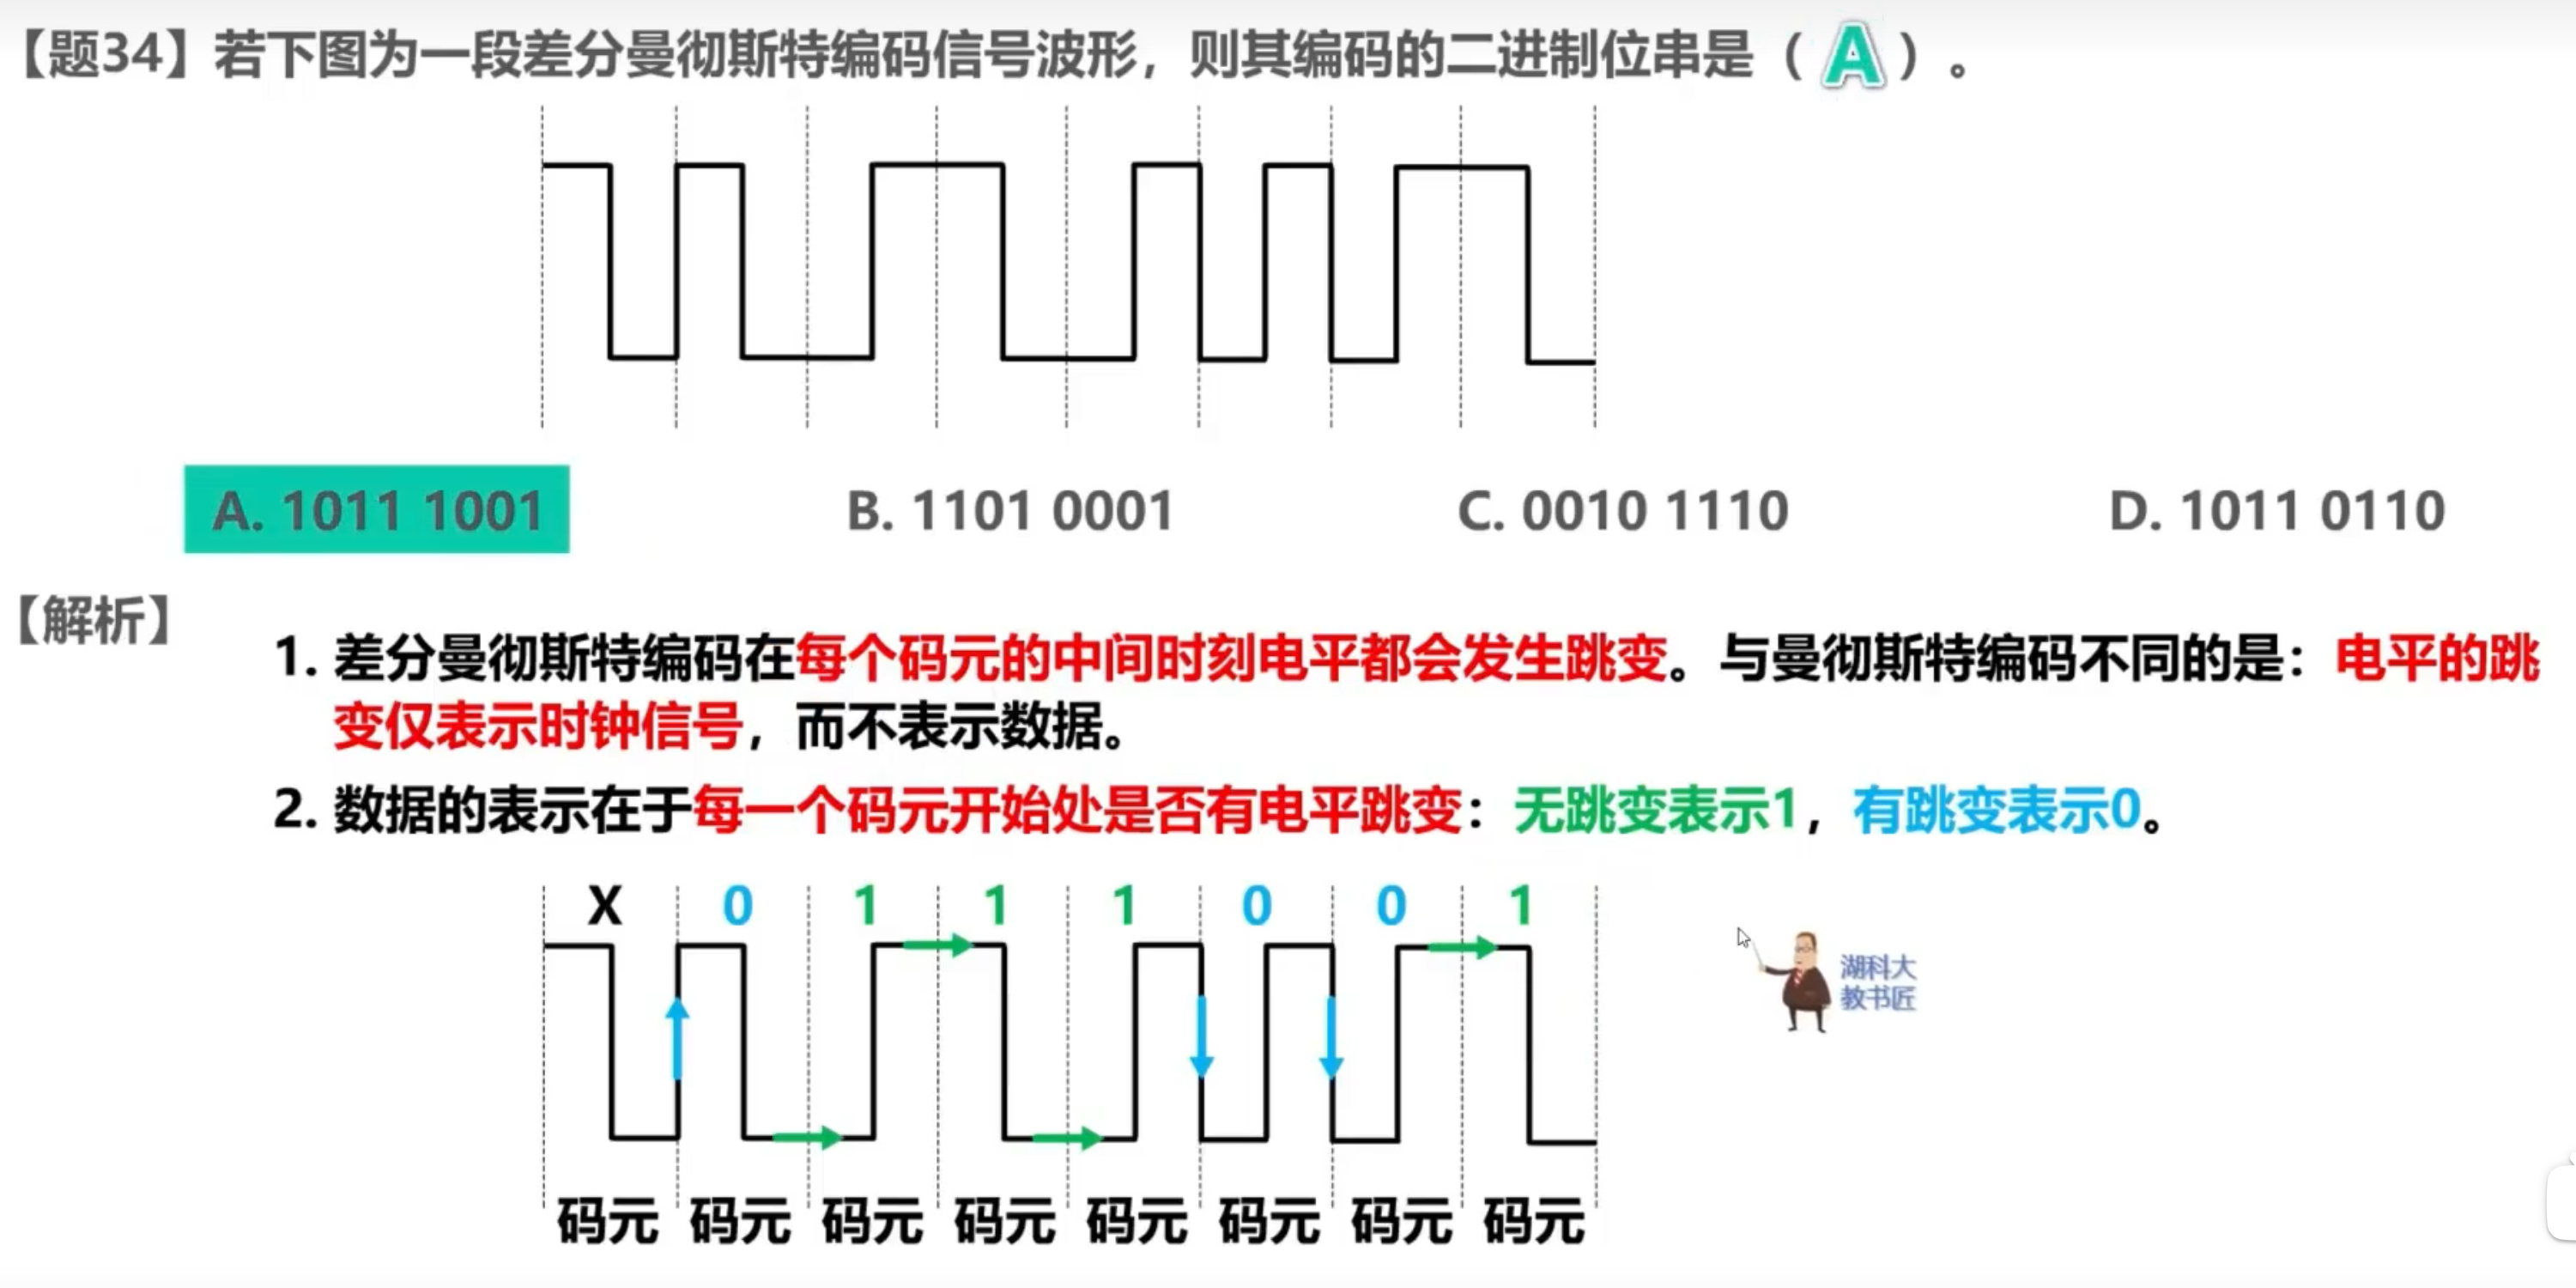 【题34】若下图为一段差分曼彻斯特编码信号波形，则其编码的二进制位串是（ A ）。
A. 1011 1001 B. 1101 0001 C. 0010 1110 D. 1011 0110
【解析】
1. 差分曼彻斯特编码在每个码元的中间时刻电平都会发生跳变。与曼彻斯特编码不同的是：电平的跳
变仅表示时钟信号，而不表示数据。
2. 数据的表示在于每一个码元开始处是否有电平跳变：无跳变表示1，有跳变表示0。
X 0 1 1 1 0 0 1
湖科大
教书匠
码元 码元 码元 码元 码元 码元 码元 码元